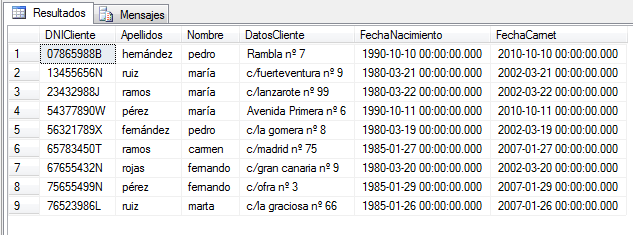 Resultados Mensajes
DNICliente Apellidos Nombre DatosCliente FechaNacimiento FechaCarnet
1 07865988B hernández pedro Rambla nº 7 1990-10-10 00:00:00.000 2010-10-10 00:00:00.000
2 13455656N ruiz maría c/fuerteventura nº 9 1980-03-21 00:00:00.000 2002-03-21 00:00:00.000
3 23432988J ramos maría c/lanzarote nº 99 1980-03-22 00:00:00.000 2002-03-22 00:00:00.000
4 54377890W pérez maría Avenida Primera nº 6 1990-10-11 00:00:00.000 2010-10-11 00:00:00.000
5 56321789X fernández pedro c/la gomera nº 8 1980-03-19 00:00:00.000 2002-03-19 00:00:00.000
6 65783450T ramos carmen c/madrid nº 75 1985-01-27 00:00:00.000 2007-01-27 00:00:00.000
7 67655432N rojas fernando c/gran canaria nº 9 1980-03-20 00:00:00.000 2002-03-20 00:00:00.000
8 75655499N pérez fernando c/ofra nº 3 1985-01-29 00:00:00.000 2007-01-29 00:00:00.000
9 76523986L ruiz marta c/la graciosa nº 66 1985-01-26 00:00:00.000 2007-01-26 00:00:00.000